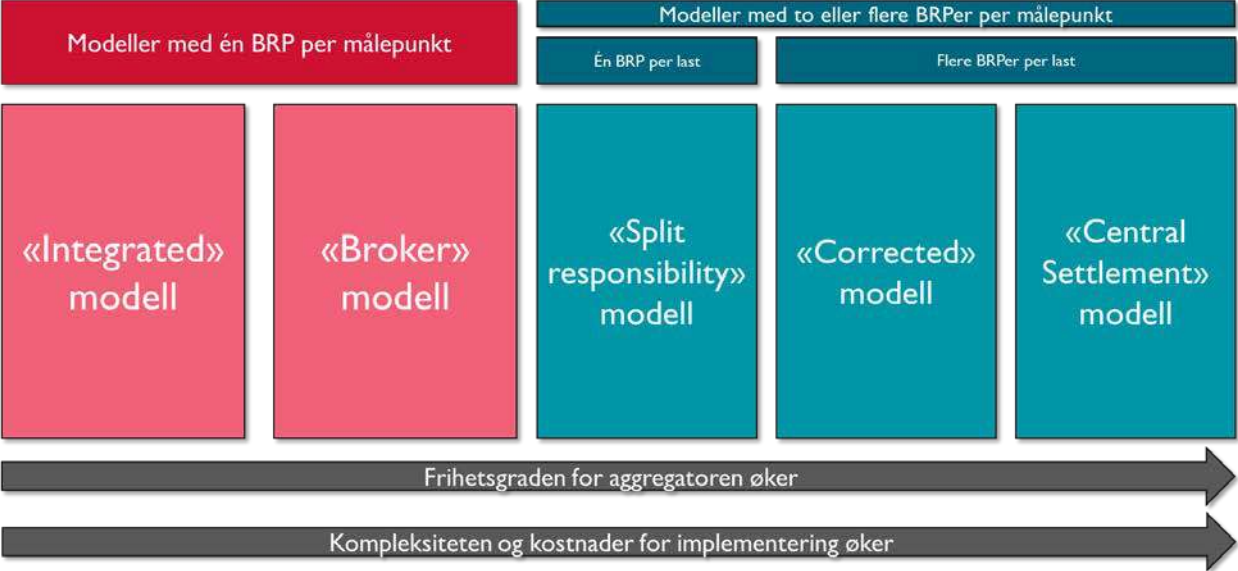 Modeller med én BRP per målepunkt
Modeller med to eller flere BRPer per målepunkt
Én BRP per last
Flere BRPer per last
«Integrated»
modell
«Broker»
modell
«Split
responsibility»
modell
«Corrected»
modell
«Central
Settlement»
modell
Frihetsgraden for aggregatoren øker
Kompleksiteten og kostnader for implementering øker